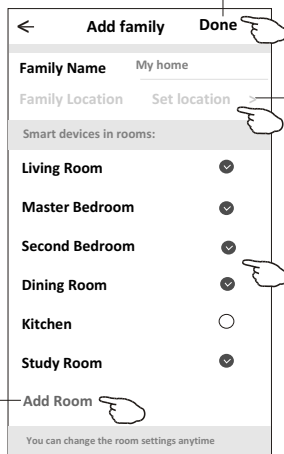 Add family Done
Family Name My home
Family Location Set location >
Smart devices in rooms:
Living Room
Master Bedroom
Second Bedroom
Dining Room
Kitchen
Study Room
Add Room
You can change the room settings anytime